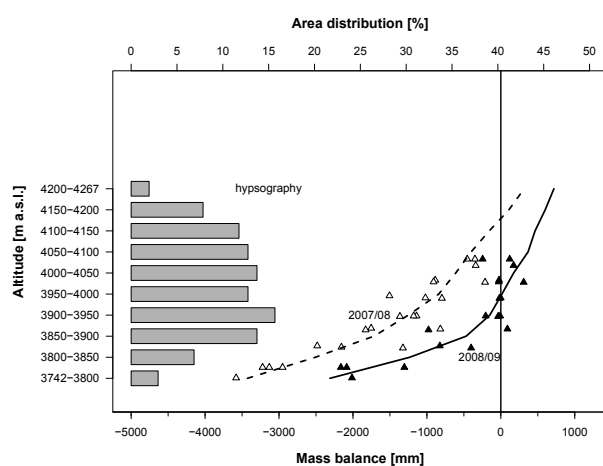 Area distribution [%]
0 5 10 15 20 25 30 35 40 45 50
Altitude [m a.s.l.]
4200−4267
4150−4200
4100−4150
4050−4100
4000−4050
3950−4000
3900−3950
3850−3900
3800−3850
3742−3800
hypsography
2007/08
2008/09
−5000 −4000 −3000 −2000 −1000 0 1000
Mass balance [mm]